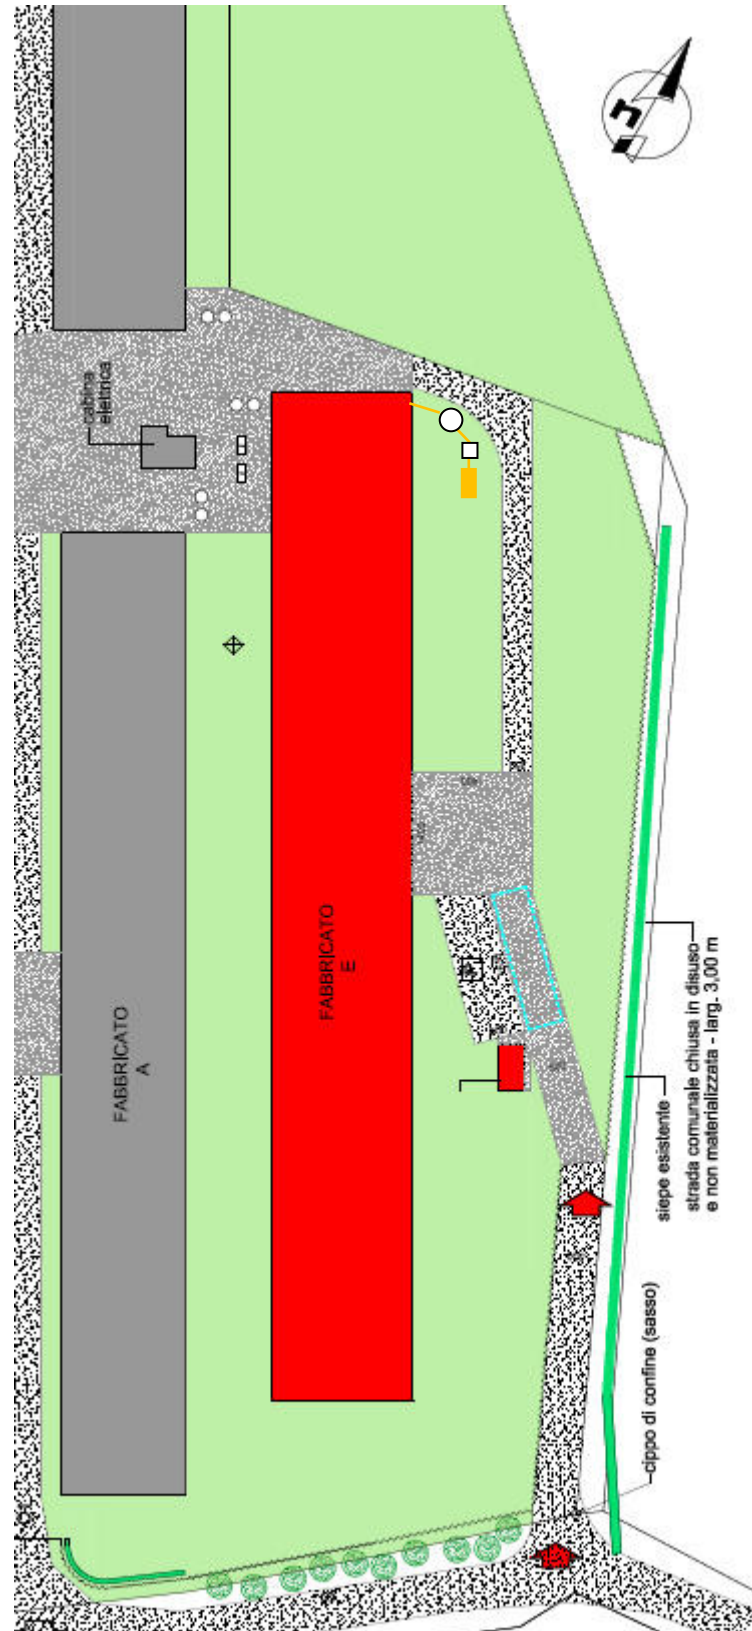 cabina
elettrica
FABBRICATO
E
FABBRICATO
A
strada comunale chiusa in disuso
e non materializzata - larg. 3,00 m
siepe esistente
cippo di confine (sasso)